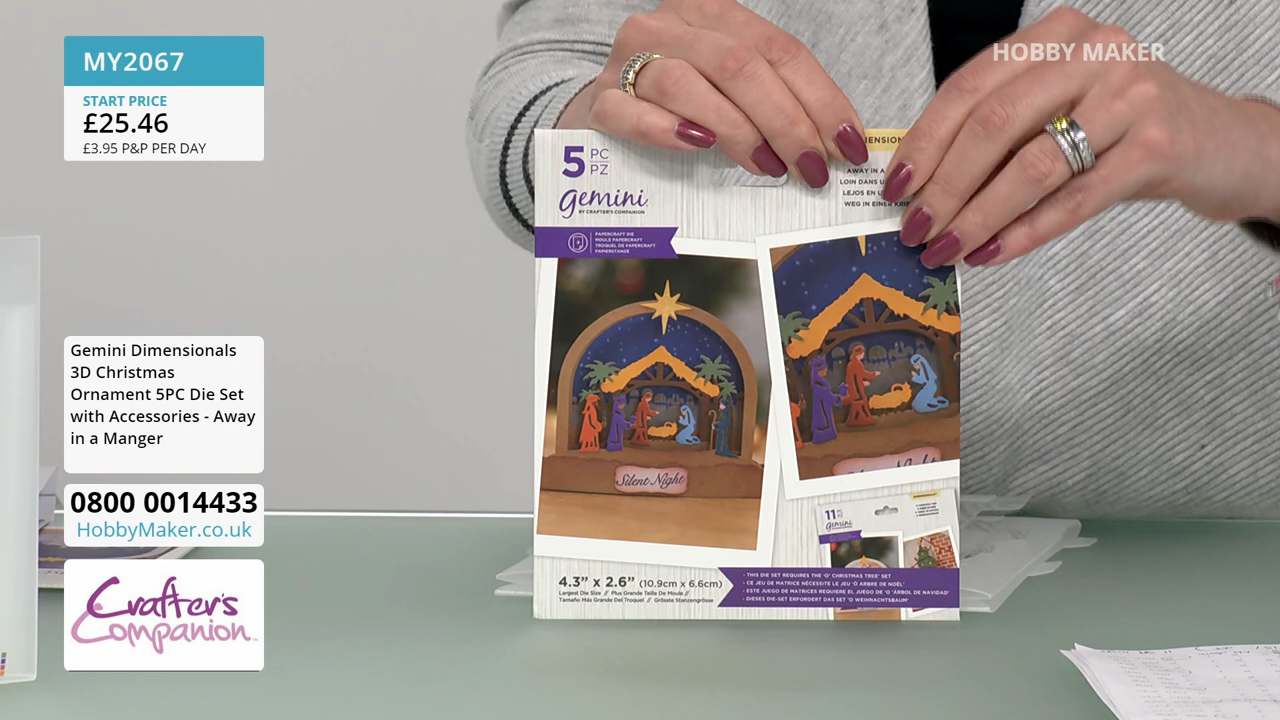 MY2067
START PRICE
£25.46
£3.95 P&P PER DAY
Gemini Dimensionals
3D Christmas
Ornament 5PC Die Set
with Accessories - Away
in a Manger
0800 0014433
HobbyMaker.co.uk
Crafter's
Companion
HOBBY MAKER
5 PC
PZ
gemini
BY CRAFTER'S COMPANION
PAPERCRAFT DIE
MOULE PAPERCRAFT
TROQUEL DE PAPERCRAFT
PAPIERSTANZE
AWAY IN A
LOIN DANS U
LEJOS EN U
WEG IN EINER KRIP
Silent Night
11
gemini
4.3" x 2.6" (10.9cm x 6.6cm)
Largest Die Size // Plus Grande Taille De Moule //
Tamaño Más Grande Del Troquel // Grösste Stanzengrösse
- THIS DIE SET REQUIRES THE 'O' CHRISTMAS TREE' SET
- CE JEU DE MATRICE NÉCESSITE LE JEU 'Ô ARBRE DE NOËL'
- ESTE JUEGO DE MATRICES REQUIERE EL JUEGO DE 'O 'ÁRBOL DE NAVIDAD'
- DIESES DIE-SET ERFORDERT DAS SET 'O WEIHNACHTSBAUM'